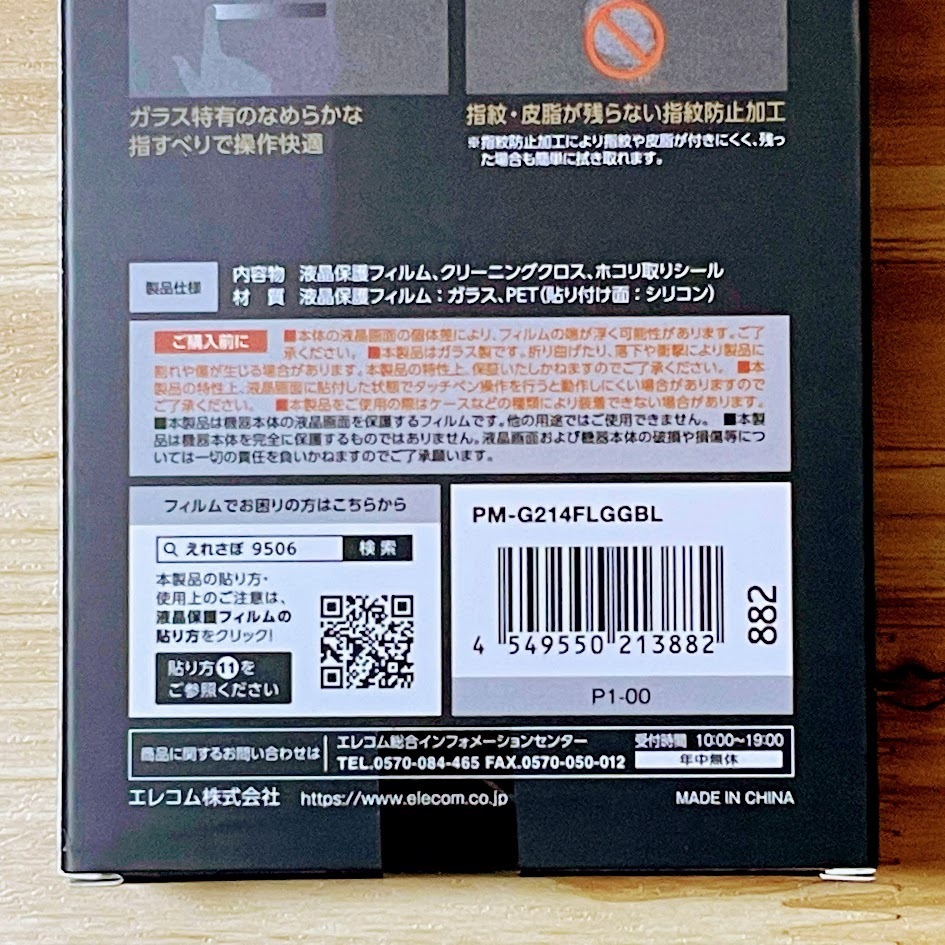 ガラス特有のなめらかな
指すべりで操作快適
指紋・皮脂が残らない指紋防止加工
※指紋防止加工により指紋や皮脂が付きにくく、残っ
た場合も簡単に拭き取れます。
製品仕様
内容物 液晶保護フィルム、クリーニングクロス、ホコリ取りシール
材 質 液晶保護フィルム：ガラス、PET（貼り付け面：シリコン）
ご購入前に ■本体の液晶画面の個体差により、フィルムの端が浮く可能性があります。ご了
承ください。 ■本製品はガラス製です。折り曲げたり、落下や衝撃により製品に
割れや傷が生じる場合があります。本製品の特性上、保証いたしかねますのでご了承ください。 ■本
製品の特性上、液晶画面に貼付した状態でタッチペン操作を行うと動作しにくい場合がありますので
ご了承ください。 ■本製品をご使用の際はケースなどの種類により装着できない場合があります。
■本製品は機器本体の液晶画面を保護するフィルムです。他の用途ではご使用できません。 ■本製
品は機器本体を完全に保護するものではありません。液晶画面および機器本体の破損や損傷等につ
いては一切の責任を負いかねますのでご了承願います。
フィルムでお困りの方はこちらから
えれさぽ 9506 検索
本製品の貼り方・
使用上のご注意は、
液晶保護フィルムの
貼り方をクリック!
貼り方⑪を
ご参照ください
PM-G214FLGGBL
4 549550 213882
882
P1-00
商品に関するお問い合わせは
エレコム総合インフォメーションセンター
TEL.0570-084-465 FAX.0570-050-012
受付時間 10:00～19:00
年中無休
エレコム株式会社 https://www.elecom.co.jp
MADE IN CHINA